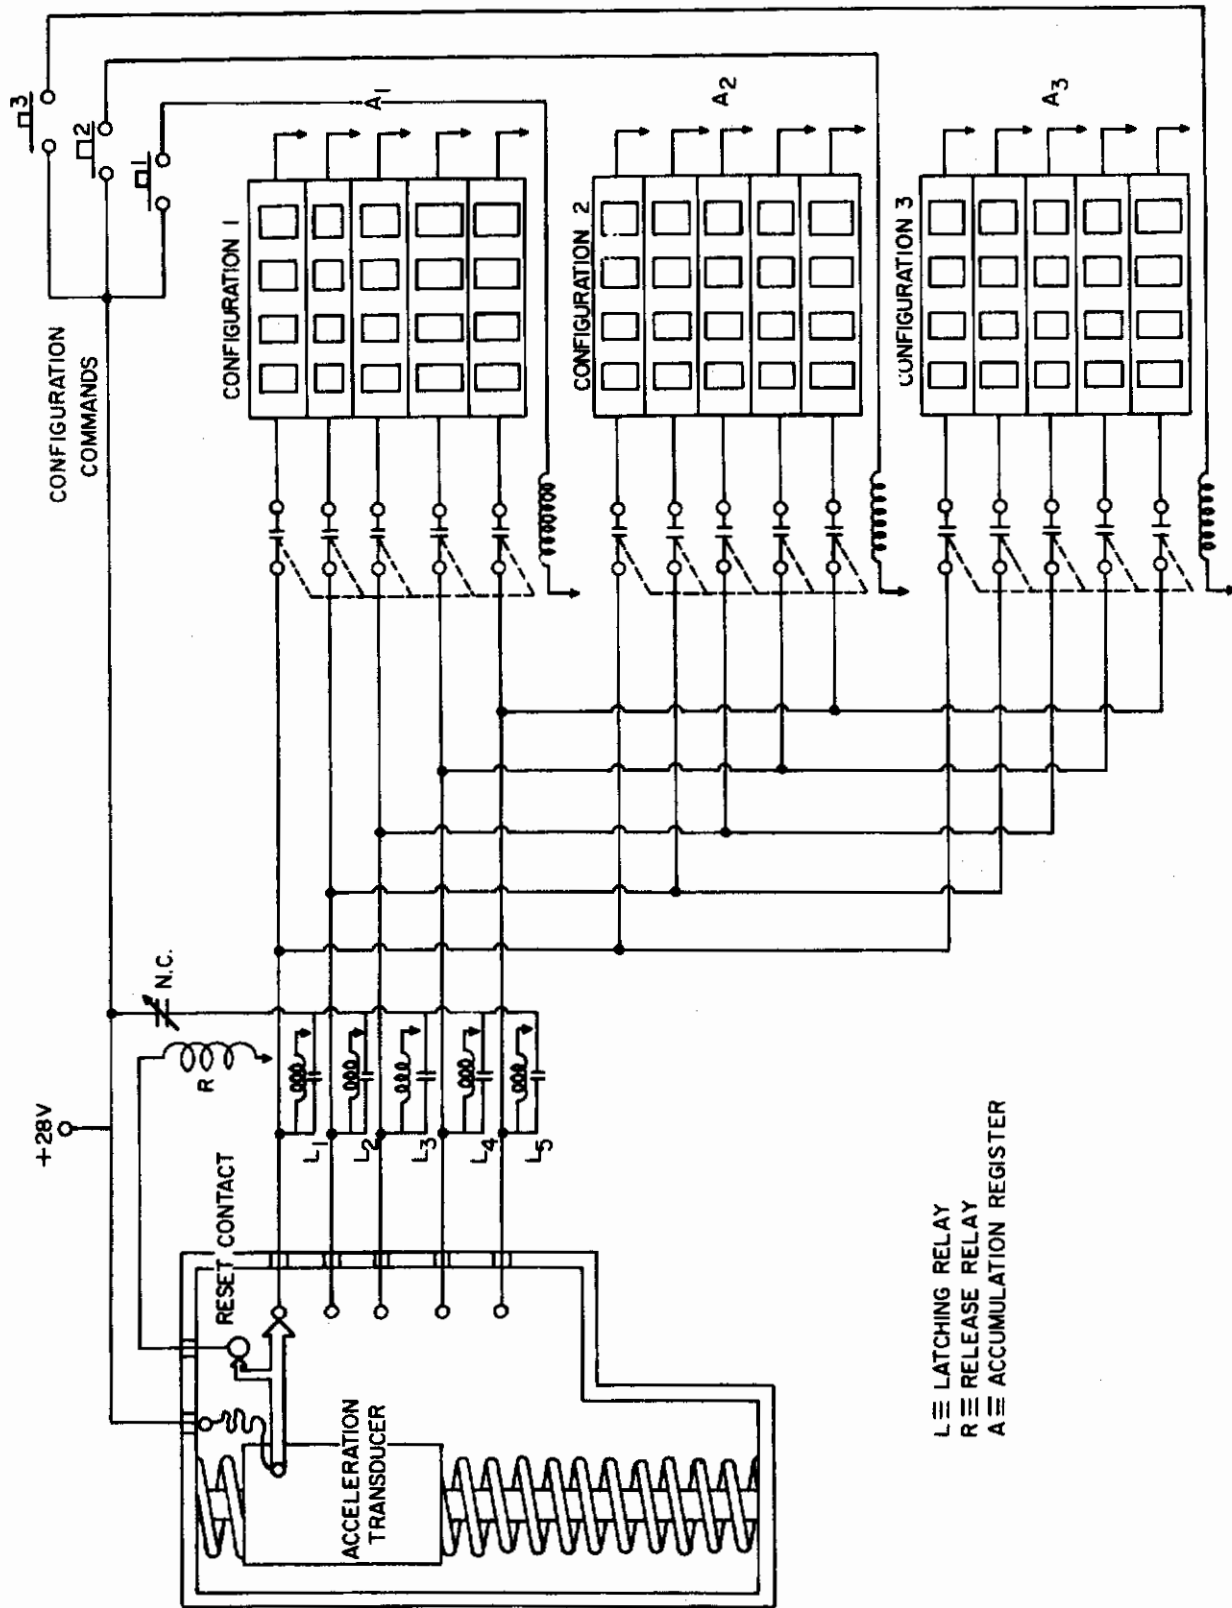 CONFIGURATION
COMMANDS
3
2
1
+28V
N.C.
R
RESET CONTACT
ACCELERATION
TRANSDUCER
L1
L2
L3
L4
L5
CONFIGURATION 1
A1
CONFIGURATION 2
A2
CONFIGURATION 3
A3
L ≡ LATCHING RELAY
R ≡ RELEASE RELAY
A ≡ ACCUMULATION REGISTER